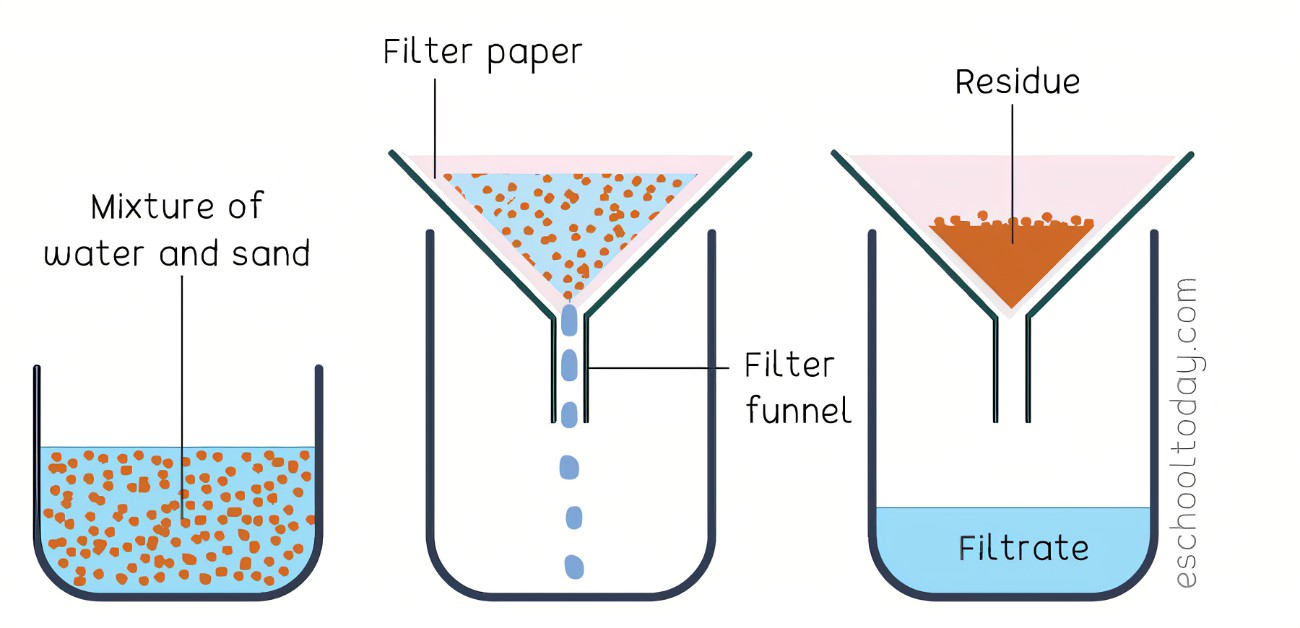 Filter paper
Residue
Mixture of
water and sand
Filter
funnel
Filtrate
eschooltoday.com